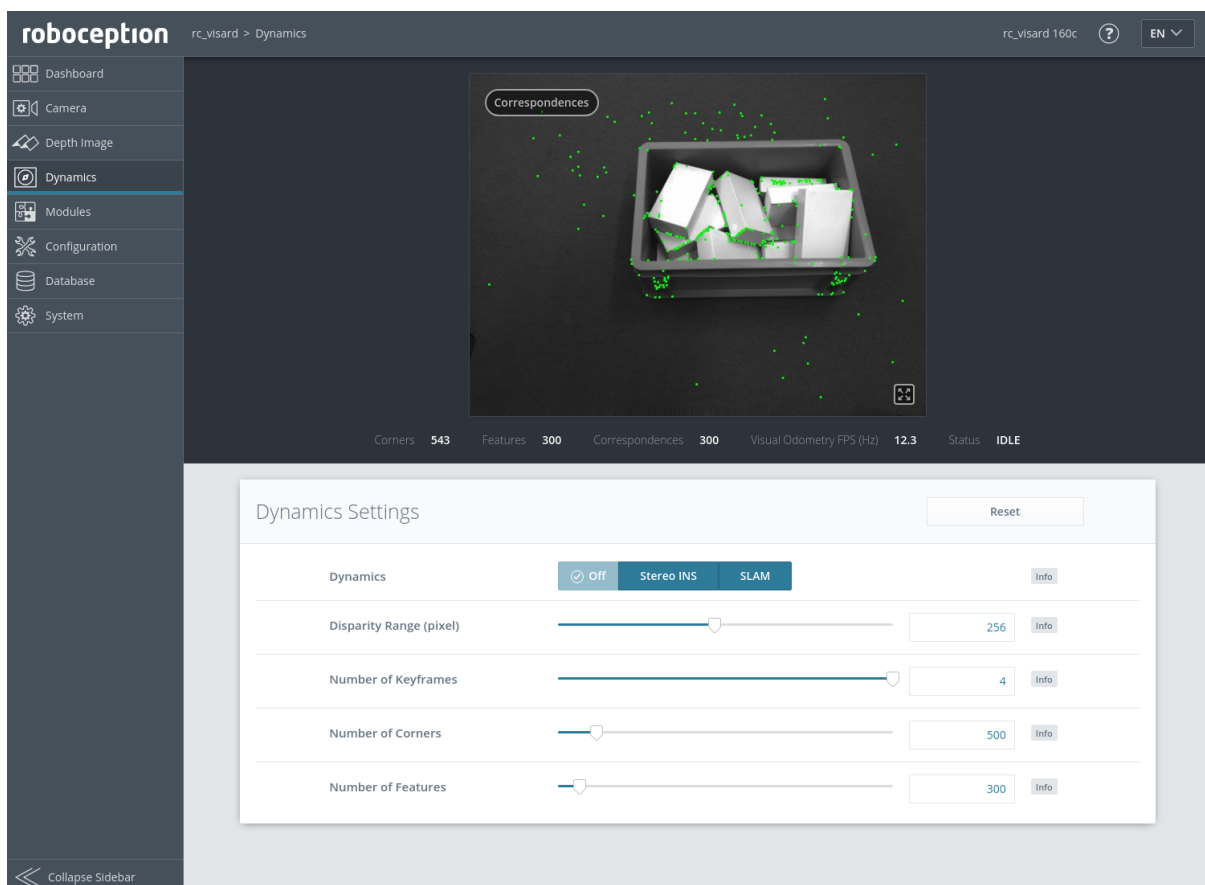 roboception
rc_visard > Dynamics
rc_visard 160c ? EN
Dashboard
Camera
Depth Image
Dynamics
Modules
Configuration
Database
System
Collapse Sidebar
Correspondences
Corners 543 Features 300 Correspondences 300 Visual Odometry FPS (Hz) 12.3 Status IDLE
Dynamics Settings
Reset
Dynamics Off Stereo INS SLAM Info
Disparity Range (pixel) 256 Info
Number of Keyframes 4 Info
Number of Corners 500 Info
Number of Features 300 Info